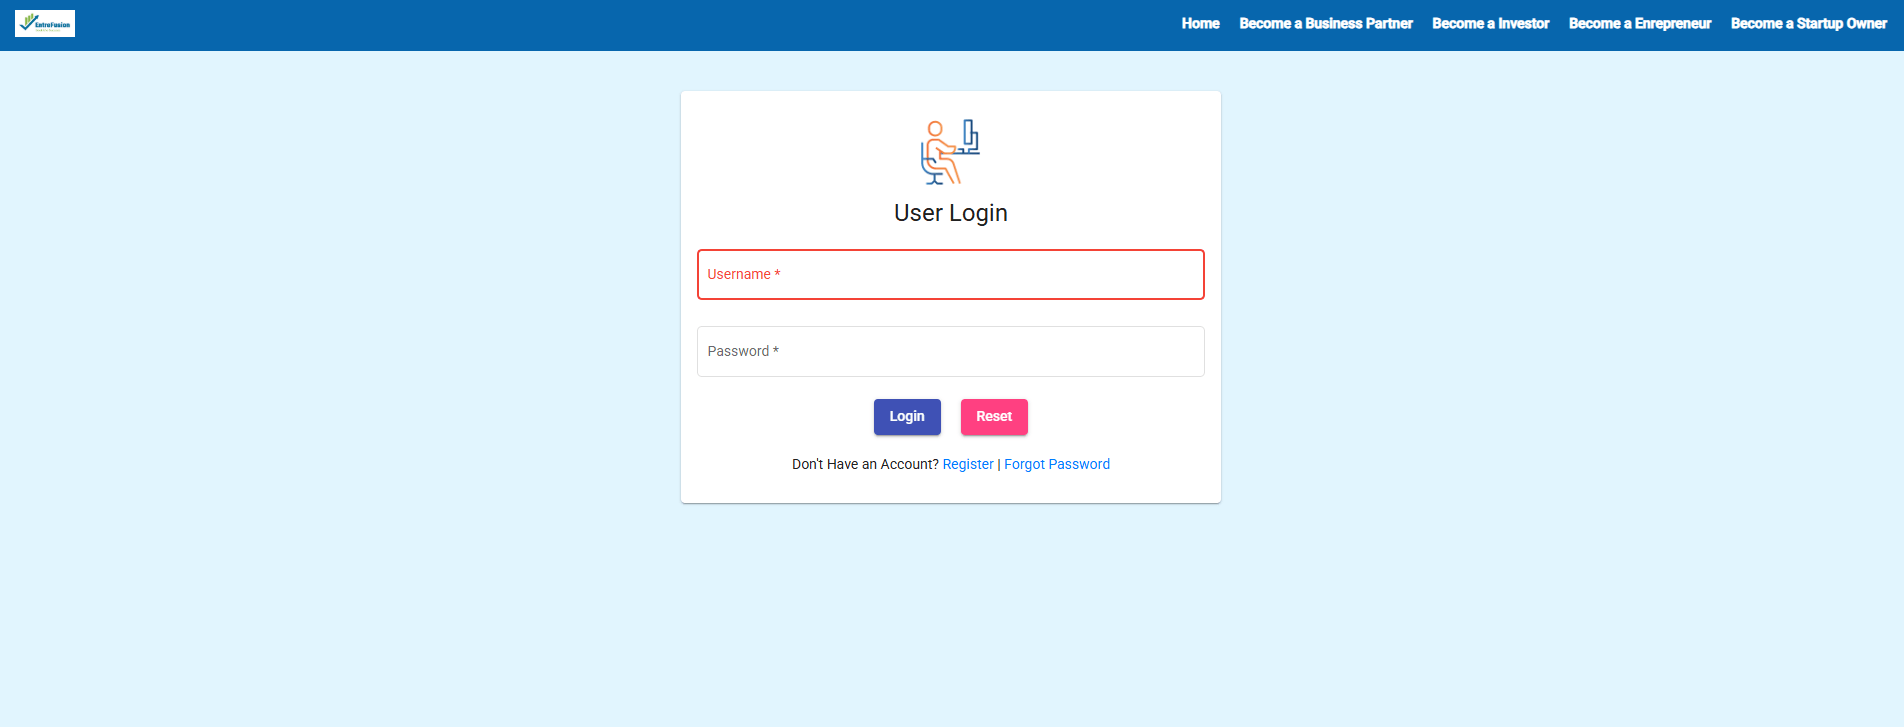 EntreFusion
Home Become a Business Partner Become a Investor Become a Enrepreneur Become a Startup Owner
User Login
Username *
Password *
Login Reset
Don't Have an Account? Register | Forgot Password